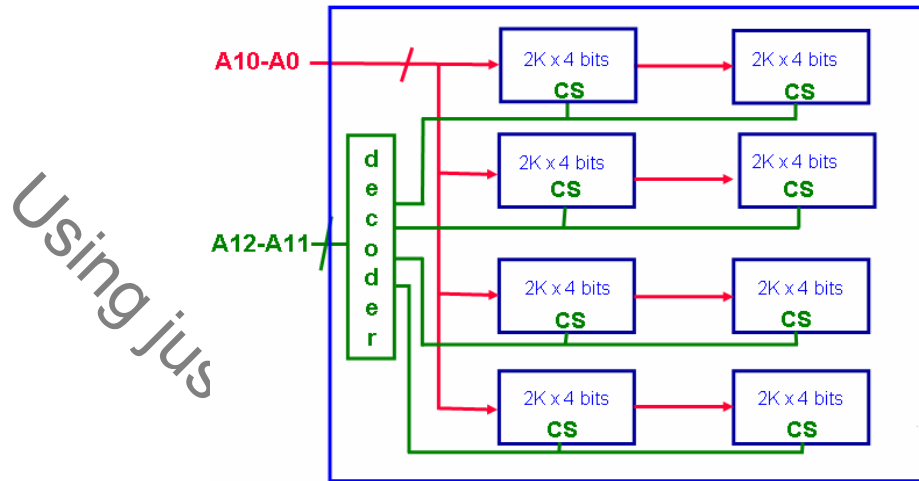 A10-A0
2K x 4 bits
CS
2K x 4 bits
CS
decoder
2K x 4 bits
CS
2K x 4 bits
CS
A12-A11
2K x 4 bits
CS
2K x 4 bits
CS
2K x 4 bits
CS
2K x 4 bits
CS
Using jus